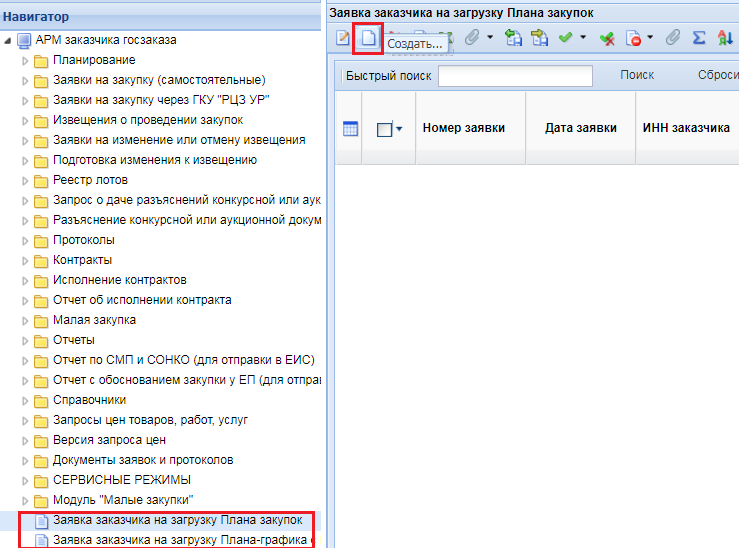 Навигатор
АРМ заказчика госзаказа
Планирование
Заявки на закупку (самостоятельные)
Заявки на закупку через ГКУ "РЦЗ УР"
Извещения о проведении закупок
Заявки на изменение или отмену извещения
Подготовка изменения к извещению
Реестр лотов
Запрос о даче разъяснений конкурсной или аук
Разъяснение конкурсной или аукционной докум
Протоколы
Контракты
Исполнение контрактов
Отчет об исполнении контракта
Малая закупка
Отчеты
Отчет по СМП и СОНКО (для отправки в ЕИС)
Отчет с обоснованием закупки у ЕП (для отправ
Справочники
Запросы цен товаров, работ, услуг
Версия запроса цен
Документы заявок и протоколов
СЕРВИСНЫЕ РЕЖИМЫ
Модуль "Малые закупки"
Заявка заказчика на загрузку Плана закупок
Заявка заказчика на загрузку Плана-графика
Заявка заказчика на загрузку Плана закупок
Создать...
Быстрый поиск Поиск Сброси
Номер заявки Дата заявки ИНН заказчика